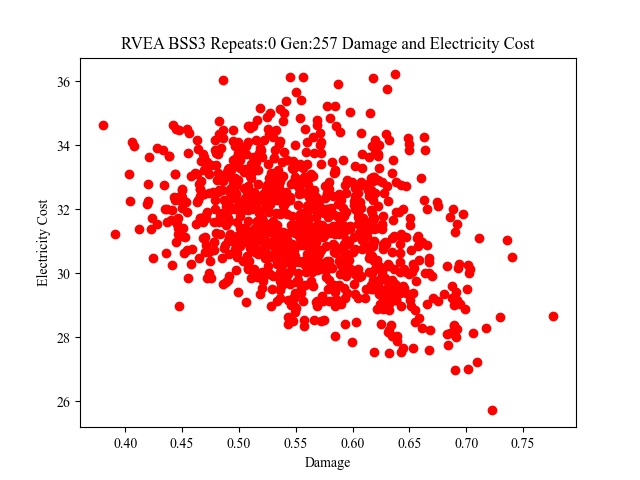 RVEA BSS3 Repeats:0 Gen:257 Damage and Electricity Cost
36
34
32
30
28
26
Electricity Cost
0.40 0.45 0.50 0.55 0.60 0.65 0.70 0.75
Damage